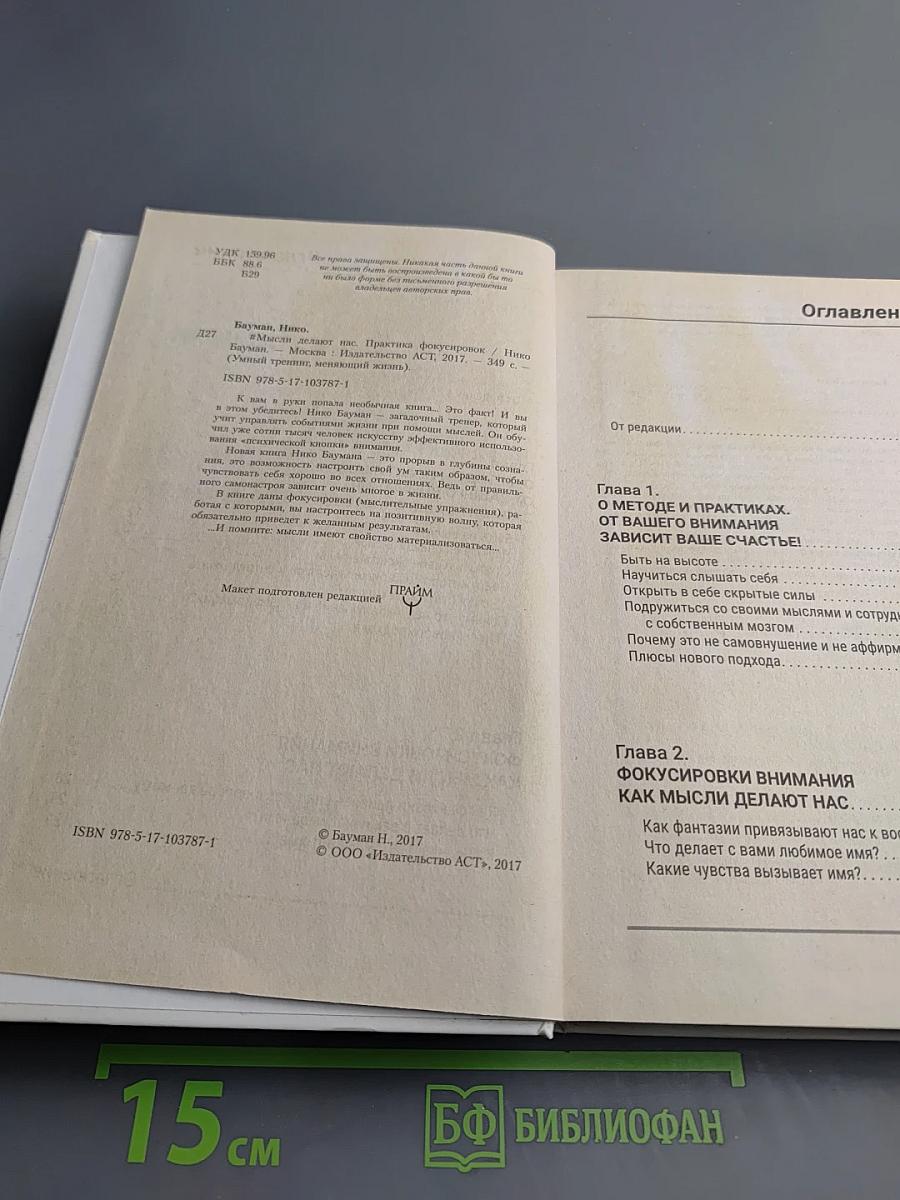 УДК 159.96
ББК 88.6
Б29
Все права защищены. Никакая часть данной книги
не может быть воспроизведена в какой бы то
ни было форме без письменного разрешения
владельцев авторских прав.
Бауман, Нико.
Д27
#Мысли делают нас. Практика фокусировок / Нико
Бауман. — Москва : Издательство АСТ, 2017. — 349 с. —
(Умный тренинг, меняющий жизнь).
ISBN 978-5-17-103787-1
К вам в руки попала необычная книга... Это факт! И вы
в этом убедитесь! Нико Бауман — загадочный тренер, который
учит управлять событиями жизни при помощи мыслей. Он обу-
чил уже сотни тысяч человек искусству эффективного использо-
вания «психической кнопки» внимания.
Новая книга Нико Баумана — это прорыв в глубины созна-
ния, это возможность настроить свой ум таким образом, чтобы
чувствовать себя хорошо во всех отношениях. Ведь от правиль-
ного самонастроя зависит очень многое в жизни.
В книге даны фокусировки (мыслительные упражнения), ра-
ботая с которыми, вы настроитесь на позитивную волну, которая
обязательно приведет к желанным результатам.
...И помните: мысли имеют свойство материализоваться...
Макет подготовлен редакцией ПРАЙМ
ISBN 978-5-17-103787-1
© Бауман Н., 2017
© ООО «Издательство АСТ», 2017
Оглавлен
От редакции
Глава 1.
О МЕТОДЕ И ПРАКТИКАХ.
ОТ ВАШЕГО ВНИМАНИЯ
ЗАВИСИТ ВАШЕ СЧАСТЬЕ!
Быть на высоте
Научиться слышать себя
Открыть в себе скрытые силы
Подружиться со своими мыслями и сотруд
с собственным мозгом
Почему это не самовнушение и не аффирм
Плюсы нового подхода
Глава 2.
ФОКУСИРОВКИ ВНИМАНИЯ
КАК МЫСЛИ ДЕЛАЮТ НАС
Как фантазии привязывают нас к вос
Что делает с вами любимое имя?
Какие чувства вызывает имя?
15 см
БФ БИБЛИОФАН